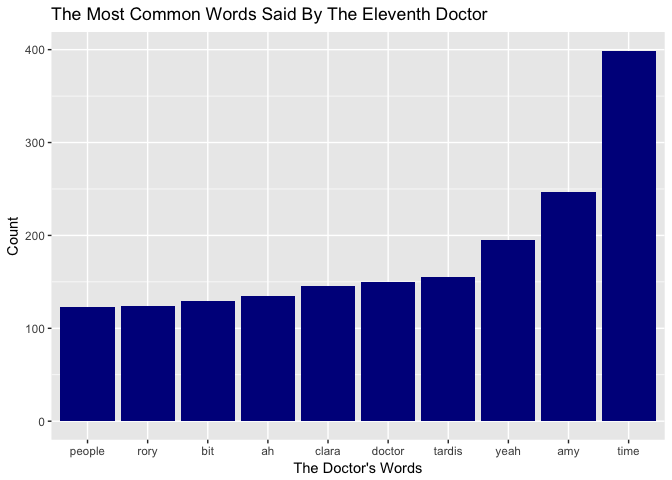 The Most Common Words Said By The Eleventh Doctor
400
300
200
100
0
Count
people rory bit ah clara doctor tardis yeah amy time
The Doctor's Words